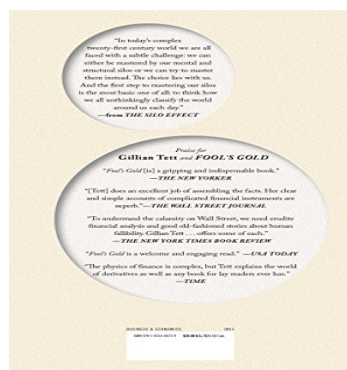 "In today's complex
twenty-first century world we are all
faced with a subtle challenge: we can
either be mastered by our mental and
structural silos or we can try to master
them instead. The choice lies with us.
And the first step to mastering our silos
is the most basic one of all: to think how
we all unthinkingly classify the world
around us each day."
—from THE SILO EFFECT
Praise for
Gillian Tett and FOOL'S GOLD
"Fool's Gold [is] a gripping and indispensable book."
—THE NEW YORKER
"[Tett] does an excellent job of assembling the facts. Her clear
and simple accounts of complicated financial instruments are
superb."—THE WALL STREET JOURNAL
"To understand the calamity on Wall Street, we need erudite
financial analysis and good old-fashioned stories about human
fallibility. Gillian Tett . . . offers some of each."
—THE NEW YORK TIMES BOOK REVIEW
"Fool's Gold is a welcome and engaging read." —USA TODAY
"The physics of finance is complex, but Tett explains the world
of derivatives as well as any book for lay readers ever has."
—TIME
BUSINESS & ECONOMICS